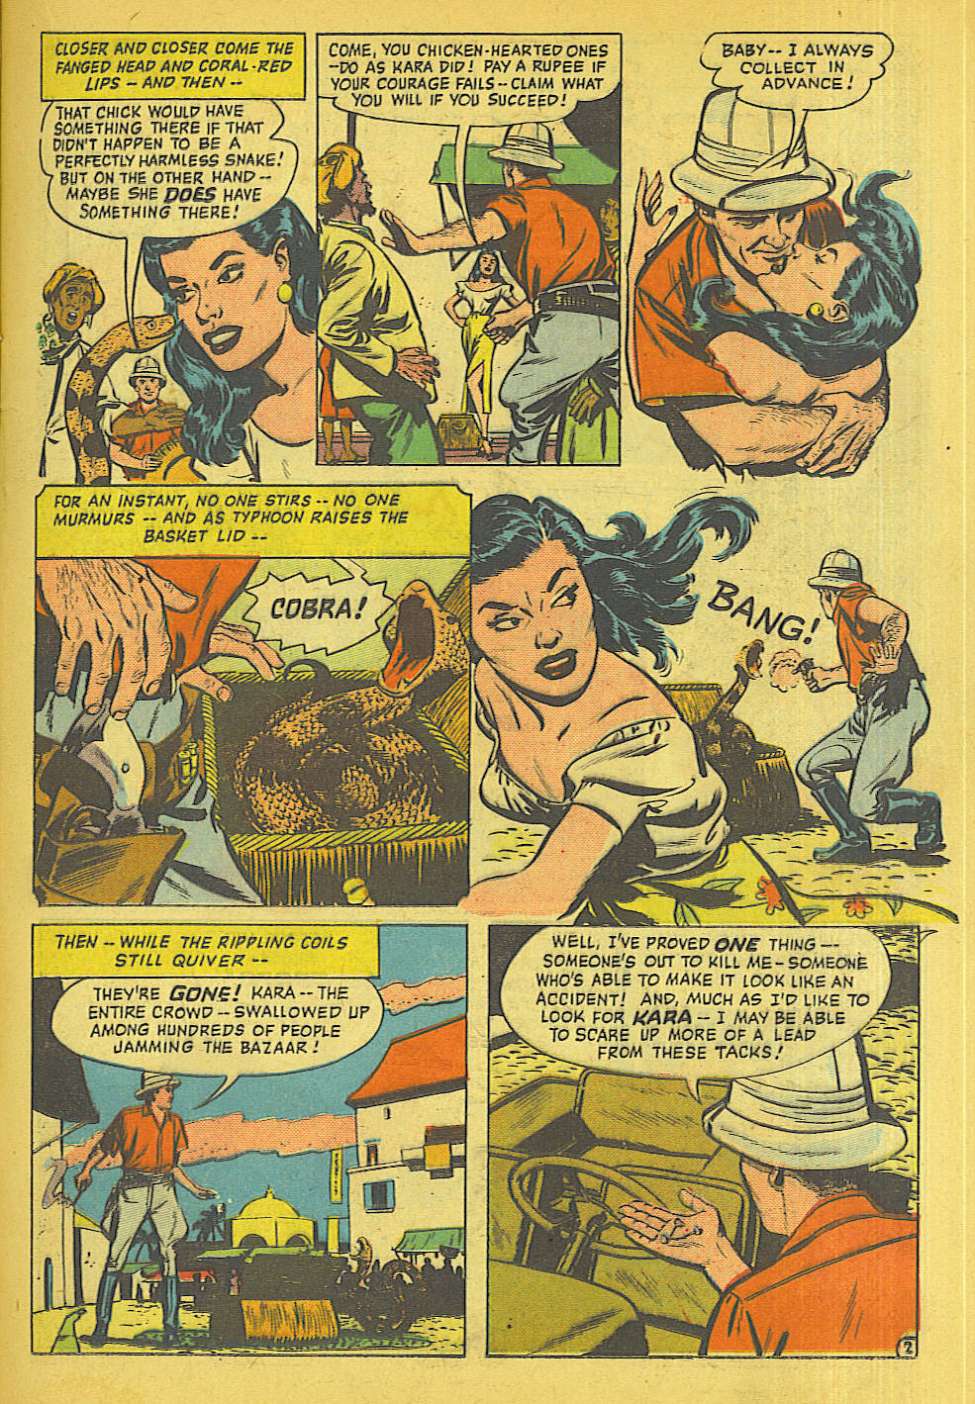 CLOSER AND CLOSER COME THE
FANGED HEAD AND CORAL-RED
LIPS -- AND THEN --
THAT CHICK WOULD HAVE
SOMETHING THERE IF THAT
DIDN'T HAPPEN TO BE A
PERFECTLY HARMLESS SNAKE!
BUT ON THE OTHER HAND --
MAYBE SHE DOES HAVE
SOMETHING THERE!
COME, YOU CHICKEN-HEARTED ONES
--DO AS KARA DID! PAY A RUPEE IF
YOUR COURAGE FAILS -- CLAIM WHAT
YOU WILL IF YOU SUCCEED!
BABY -- I ALWAYS
COLLECT IN
ADVANCE!
FOR AN INSTANT, NO ONE STIRS -- NO ONE
MURMURS -- AND AS TYPHOON RAISES THE
BASKET LID --
COBRA!
BANG!
THEN -- WHILE THE RIPPLING COILS
STILL QUIVER --
THEY'RE GONE! KARA -- THE
ENTIRE CROWD -- SWALLOWED UP
AMONG HUNDREDS OF PEOPLE
JAMMING THE BAZAAR!
WELL, I'VE PROVED ONE THING --
SOMEONE'S OUT TO KILL ME -- SOMEONE
WHO'S ABLE TO MAKE IT LOOK LIKE AN
ACCIDENT! AND, MUCH AS I'D LIKE TO
LOOK FOR KARA -- I MAY BE ABLE
TO SCARE UP MORE OF A LEAD
FROM THESE TACKS!
2